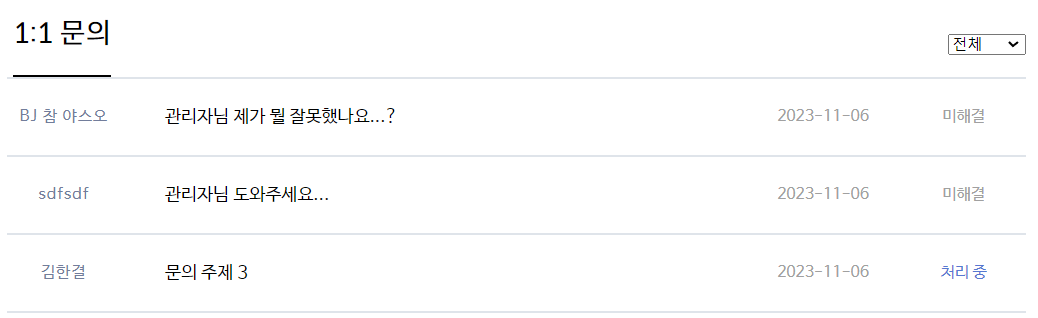 1:1 문의
전체
BJ 참 야스오 관리자님 제가 뭘 잘못했나요...? 2023-11-06 미해결
sdfsdf 관리자님 도와주세요... 2023-11-06 미해결
김한결 문의 주제 3 2023-11-06 처리 중